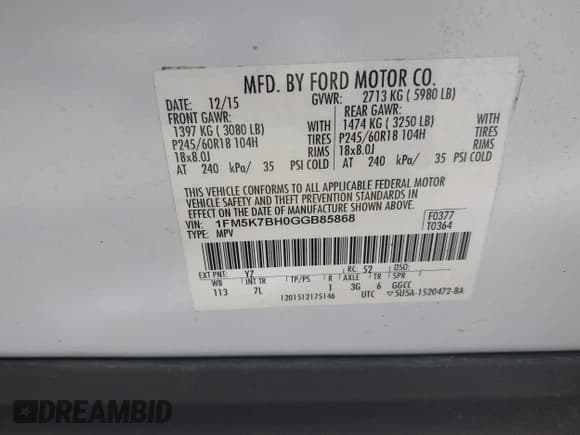 MFD. BY FORD MOTOR CO.
DATE: 12/15 GVWR: 2713 KG ( 5980 LB)
FRONT GAWR: REAR GAWR:
1397 KG ( 3080 LB) WITH 1474 KG ( 3250 LB) WITH
P245/60R18 104H TIRES P245/60R18 104H TIRES
18x8.0J RIMS 18x8.0J RIMS
AT 240 kPa/ 35 PSI COLD AT 240 kPa/ 35 PSI COLD
THIS VEHICLE CONFORMS TO ALL APPLICABLE FEDERAL MOTOR
VEHICLE SAFETY AND THEFT PREVENTION STANDARDS IN
EFFECT ON THE DATE OF MANUFACTURE SHOWN ABOVE.
VIN: 1FM5K7BH0GGB85868 F0377
TYPE: MPV T0364
EXT PNT: Y7 RC: 52 DSO:
WB INT TR TP/PS R AXLE TR SPR
113 7L 1 3G 6 GGCC
1201512175146 UTC ▽5U5A-1520472-BA
DREAMBID